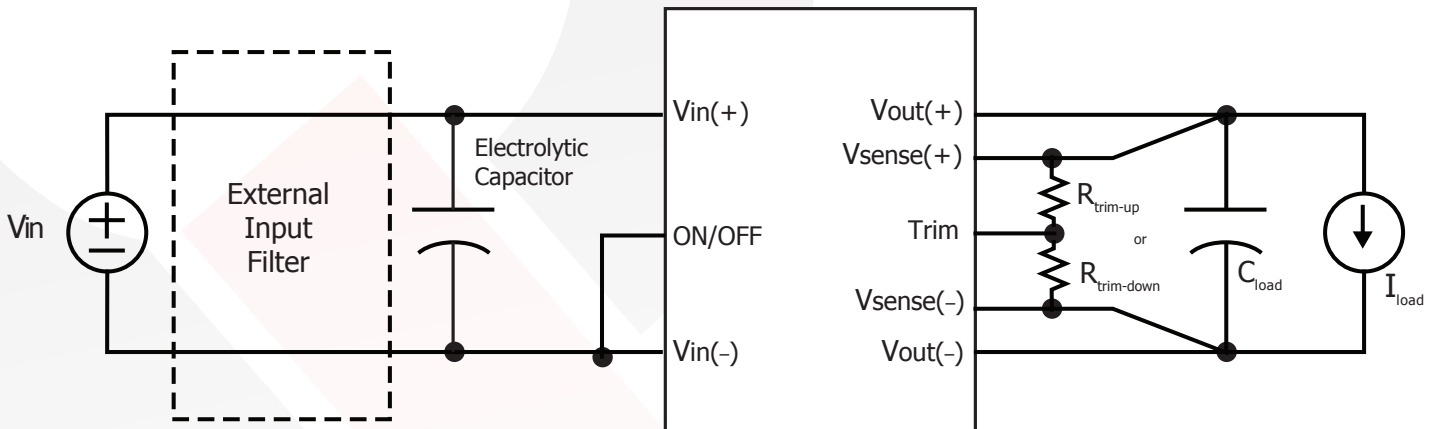 Vin
External
Input
Filter
Electrolytic
Capacitor
Vin(+)
ON/OFF
Vin(–)
Vout(+)
Vsense(+)
Trim
Vsense(–)
Vout(–)
Rtrim-up
or
Rtrim-down
Cload
Iload